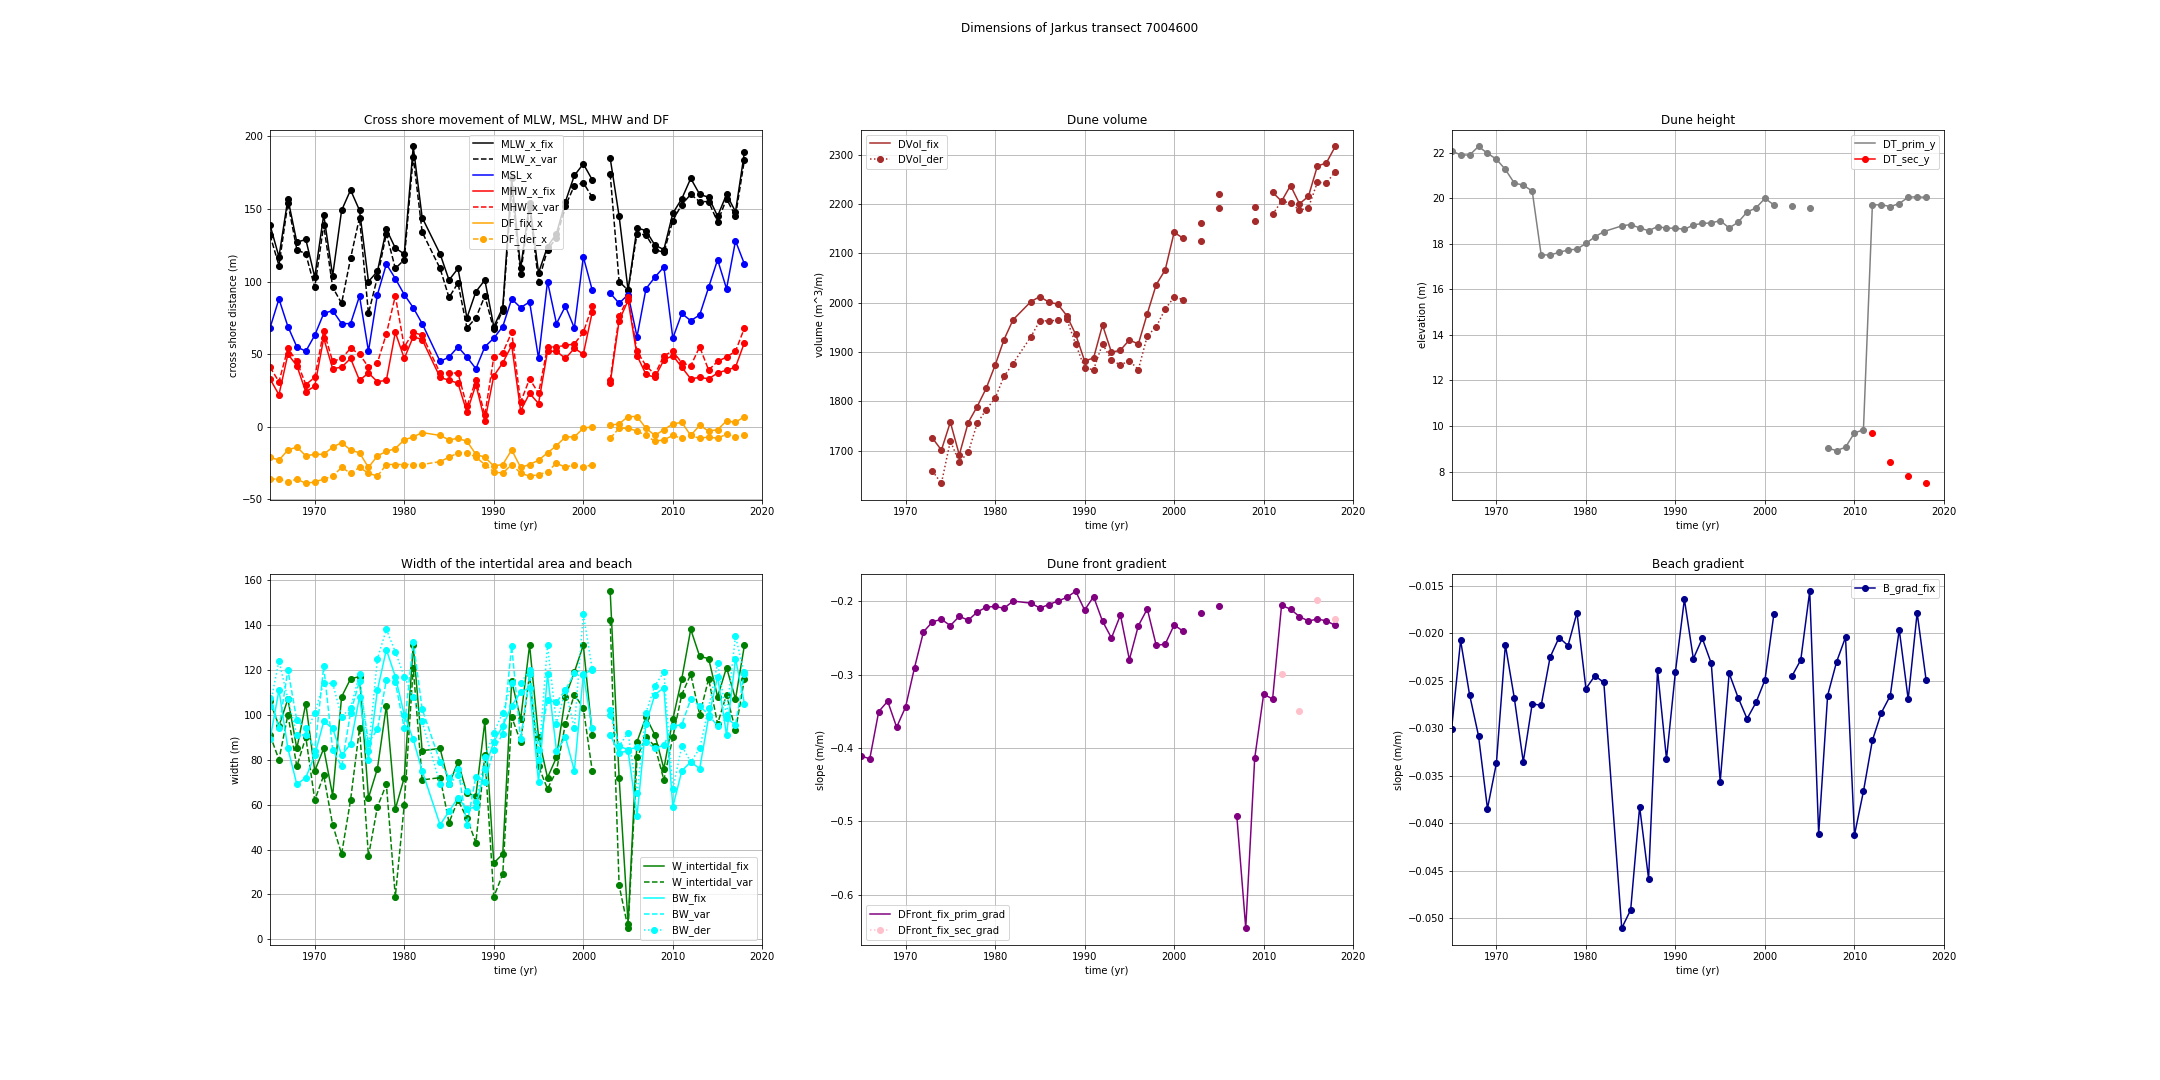 Dimensions of Jarkus transect 7004600
Cross shore movement of MLW, MSL, MHW and DF
cross shore distance (m)
200
150
100
50
0
−50
MLW_x_fix
MLW_x_var
MSL_x
MHW_x_fix
MHW_x_var
DF_fix_x
DF_der_x
1970 1980 1990 2000 2010 2020
time (yr)
Dune volume
volume (m^3/m)
2300
2200
2100
2000
1900
1800
1700
DVol_fix
DVol_der
1970 1980 1990 2000 2010 2020
time (yr)
Dune height
elevation (m)
22
20
18
16
14
12
10
8
DT_prim_y
DT_sec_y
1970 1980 1990 2000 2010 2020
time (yr)
Width of the intertidal area and beach
width (m)
160
140
120
100
80
60
40
20
0
W_intertidal_fix
W_intertidal_var
BW_fix
BW_var
BW_der
1970 1980 1990 2000 2010 2020
time (yr)
Dune front gradient
slope (m/m)
−0.2
−0.3
−0.4
−0.5
−0.6
DFront_fix_prim_grad
DFront_fix_sec_grad
1970 1980 1990 2000 2010 2020
time (yr)
Beach gradient
slope (m/m)
−0.015
−0.020
−0.025
−0.030
−0.035
−0.040
−0.045
−0.050
B_grad_fix
1970 1980 1990 2000 2010 2020
time (yr)